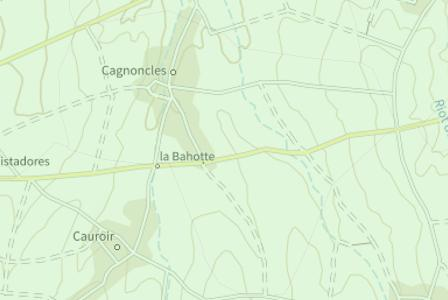 Cagnoncles
Riot
la Bahotte
istadores
Cauroir